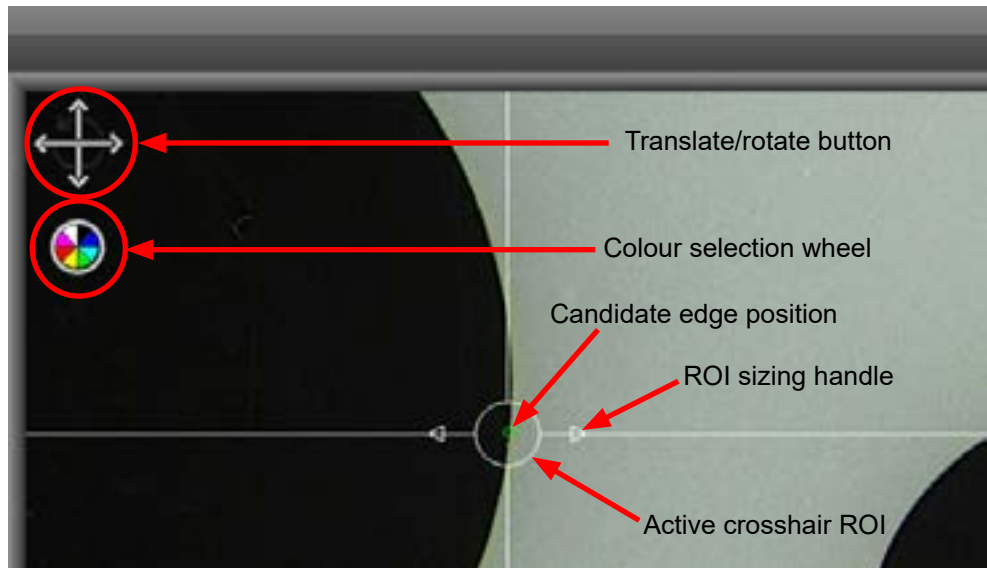 Translate/rotate button
Colour selection wheel
Candidate edge position
ROI sizing handle
Active crosshair ROI